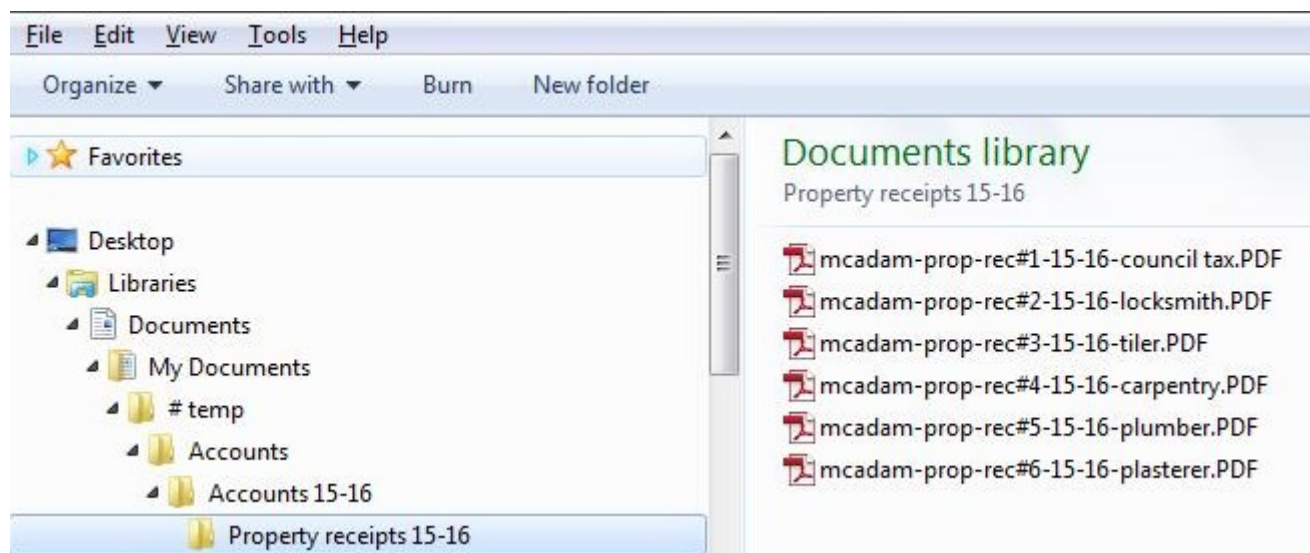 File Edit View Tools Help
Organize Share with Burn New folder
Favorites
Desktop
Libraries
Documents
My Documents
# temp
Accounts
Accounts 15-16
Property receipts 15-16
Documents library
Property receipts 15-16
mcadam-prop-rec#1-15-16-council tax.PDF
mcadam-prop-rec#2-15-16-locksmith.PDF
mcadam-prop-rec#3-15-16-tiler.PDF
mcadam-prop-rec#4-15-16-carpentry.PDF
mcadam-prop-rec#5-15-16-plumber.PDF
mcadam-prop-rec#6-15-16-plasterer.PDF